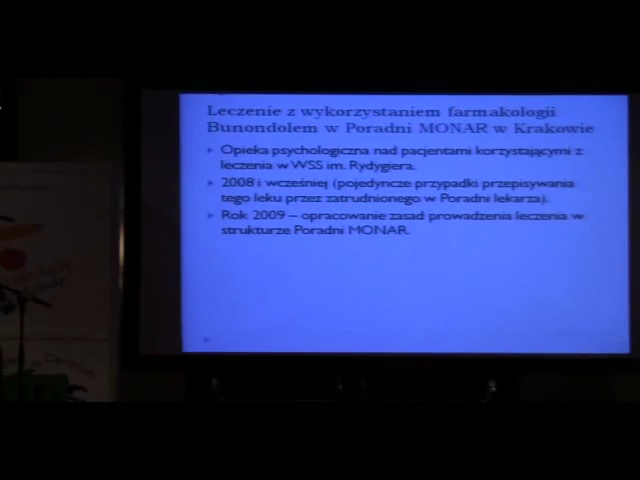 Leczenie z wykorzystaniem farmakologii
Bunondolem w Poradni MONAR w Krakowie
Opieka psychologiczna nad pacjentami korzystającymi z
leczenia w WSS im. Rydygiera.
2008 i wcześniej (pojedyncze przypadki przepisywania
tego leku przez zatrudnionego w Poradni lekarza).
Rok 2009 – opracowanie zasad prowadzenia leczenia w
strukturze Poradni MONAR.
Centrum